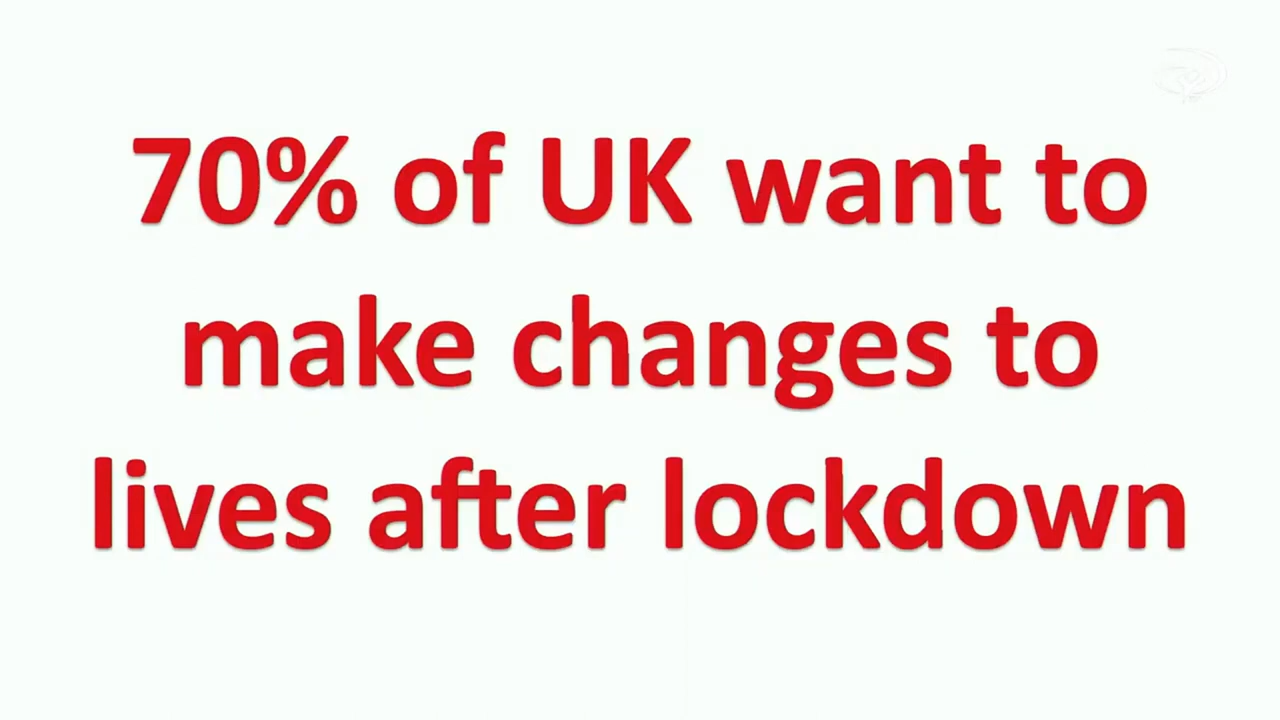 70% of UK want to
make changes to
lives after lockdown